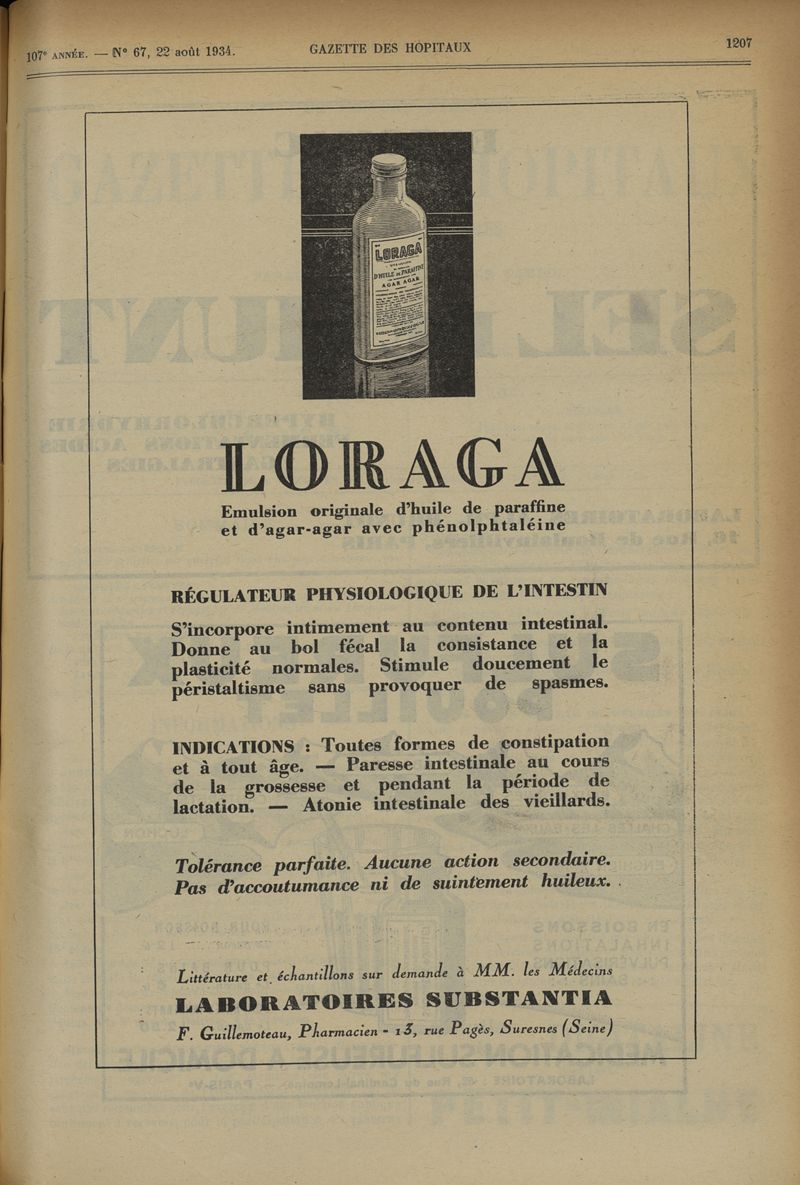 107e ANNÉE. — N° 67, 22 août 1934.
GAZETTE DES HOPITAUX
1207
LORAGA
D'HUILE DE PARAFFINE
AGAR AGAR
LORAGA
Emulsion originale d'huile de paraffine
et d'agar-agar avec phénolphtaléine
RÉGULATEUR PHYSIOLOGIQUE DE L'INTESTIN
S'incorpore intimement au contenu intestinal.
Donne au bol fécal la consistance et la
plasticité normales. Stimule doucement le
péristaltisme sans provoquer de spasmes.
INDICATIONS : Toutes formes de constipation
et à tout âge. — Paresse intestinale au cours
de la grossesse et pendant la période de
lactation. — Atonie intestinale des vieillards.
Tolérance parfaite. Aucune action secondaire.
Pas d'accoutumance ni de suintement huileux.
Littérature et échantillons sur demande à MM. les Médecins
LABORATOIRES SUBSTANTIA
F. Guillemoteau, Pharmacien - 13, rue Pagès, Suresnes (Seine)